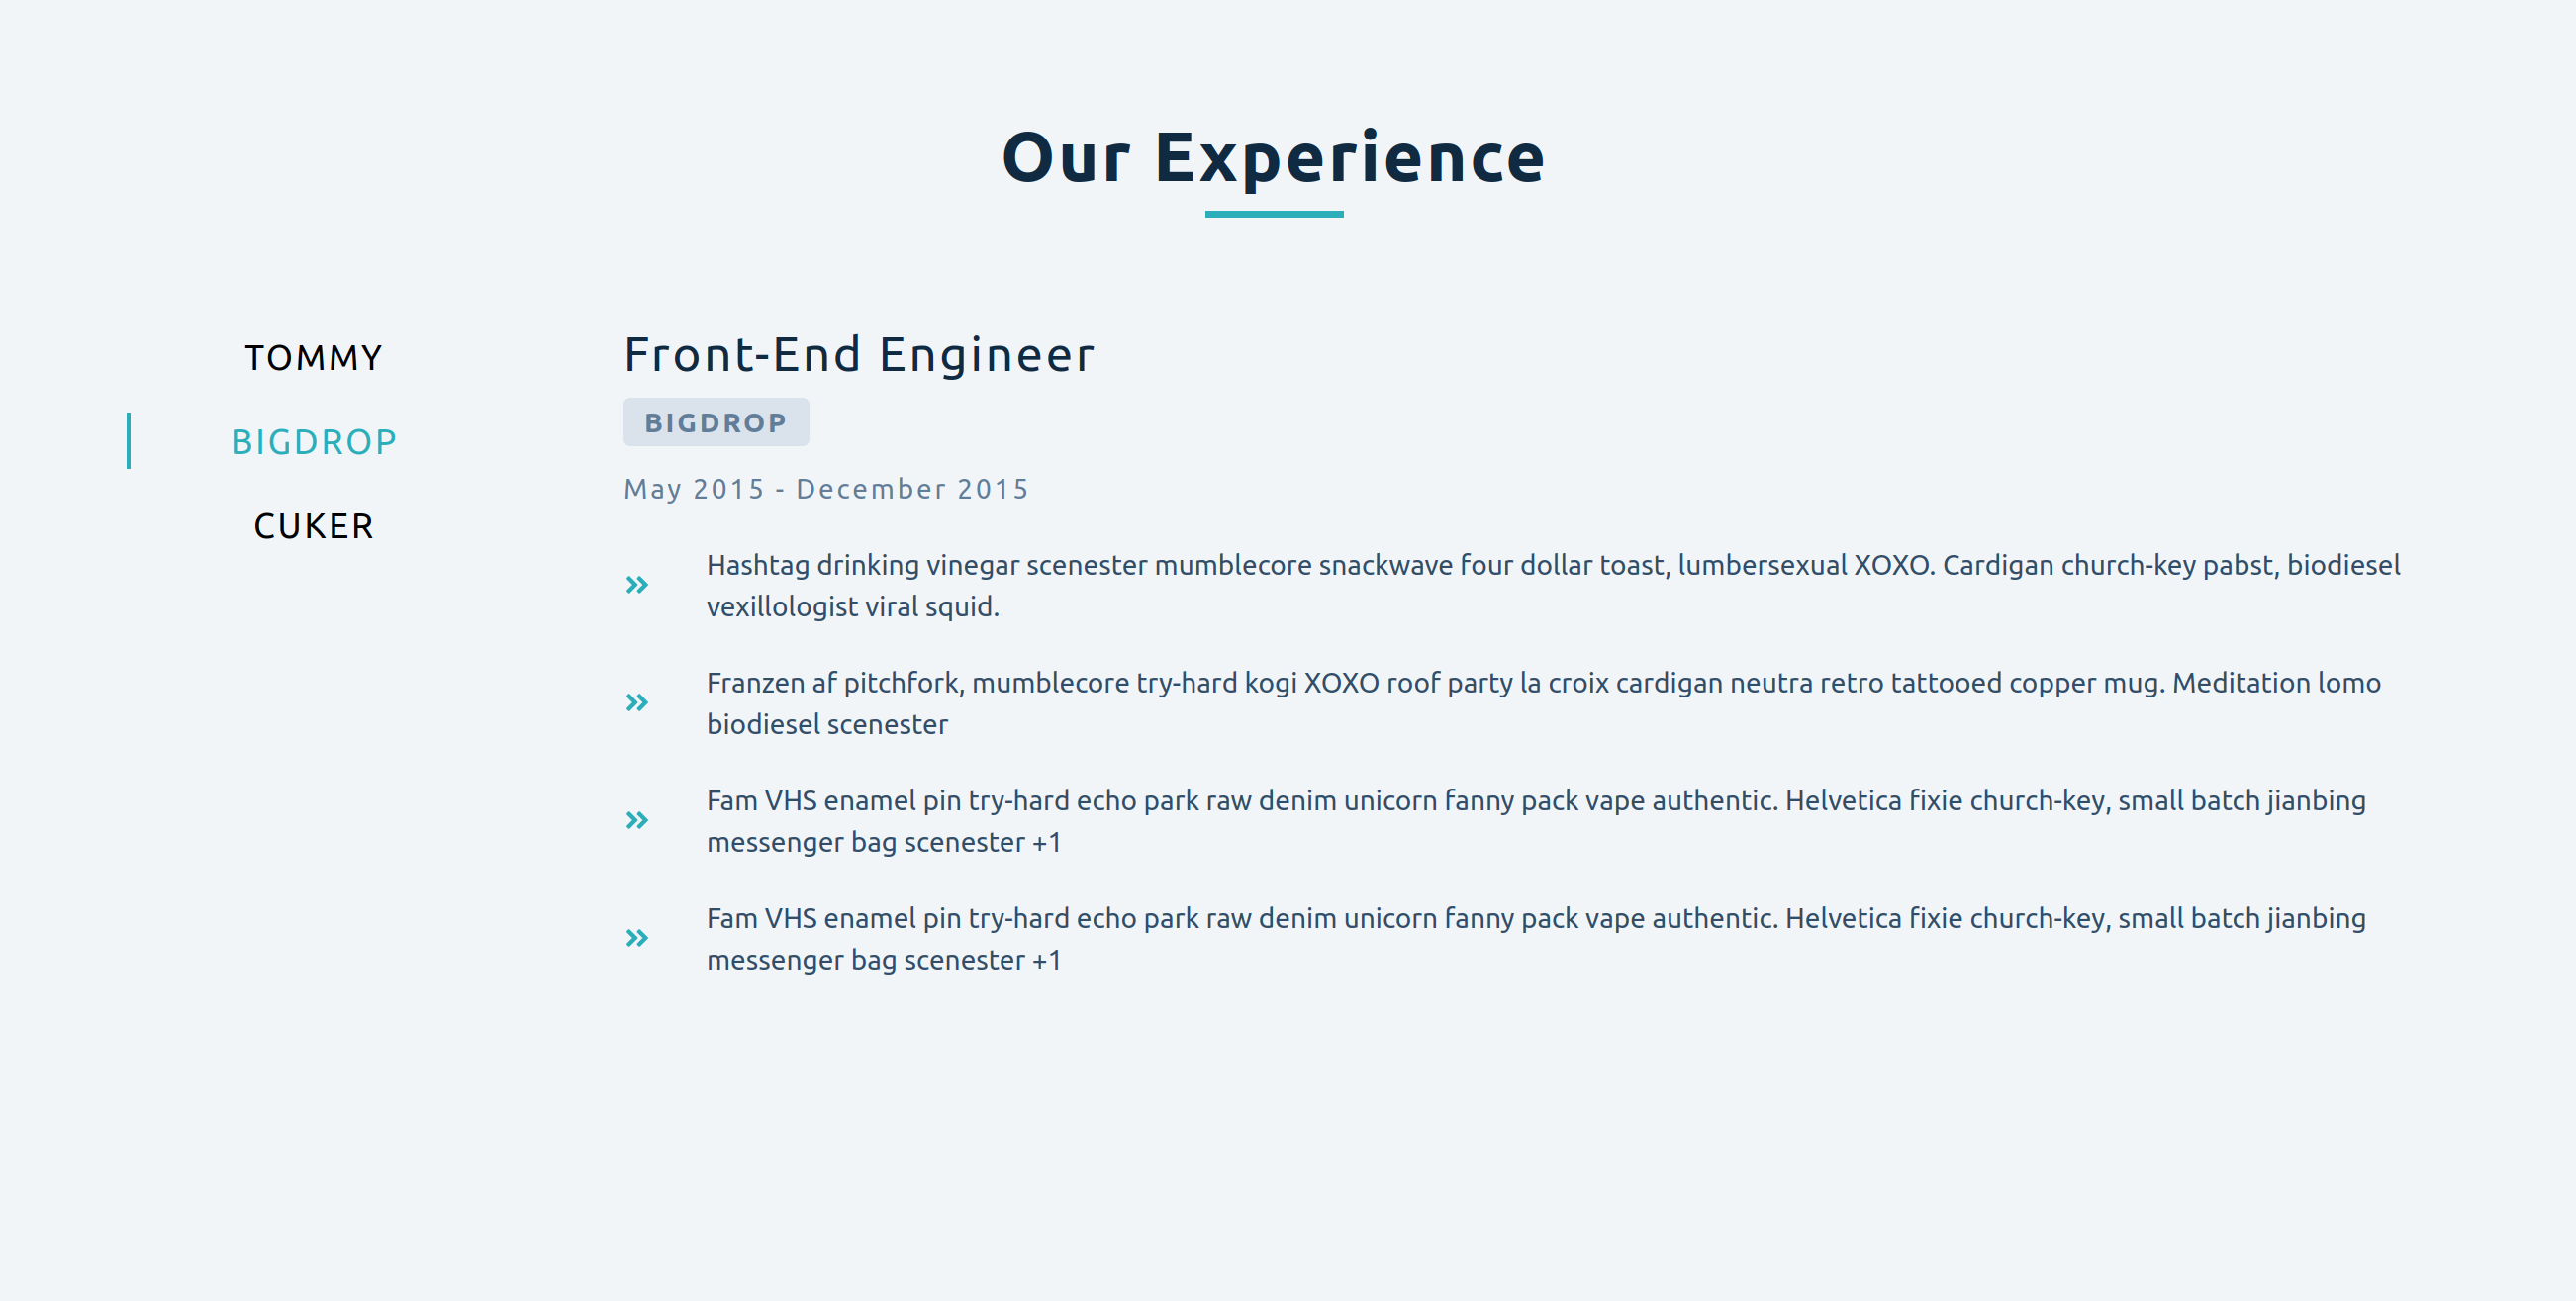 Our Experience
TOMMY
BIGDROP
CUKER
Front-End Engineer
BIGDROP
May 2015 - December 2015
Hashtag drinking vinegar scenester mumblecore snackwave four dollar toast, lumbersexual XOXO. Cardigan church-key pabst, biodiesel
vexillologist viral squid.
Franzen af pitchfork, mumblecore try-hard kogi XOXO roof party la croix cardigan neutra retro tattooed copper mug. Meditation lomo
biodiesel scenester
Fam VHS enamel pin try-hard echo park raw denim unicorn fanny pack vape authentic. Helvetica fixie church-key, small batch jianbing
messenger bag scenester +1
Fam VHS enamel pin try-hard echo park raw denim unicorn fanny pack vape authentic. Helvetica fixie church-key, small batch jianbing
messenger bag scenester +1